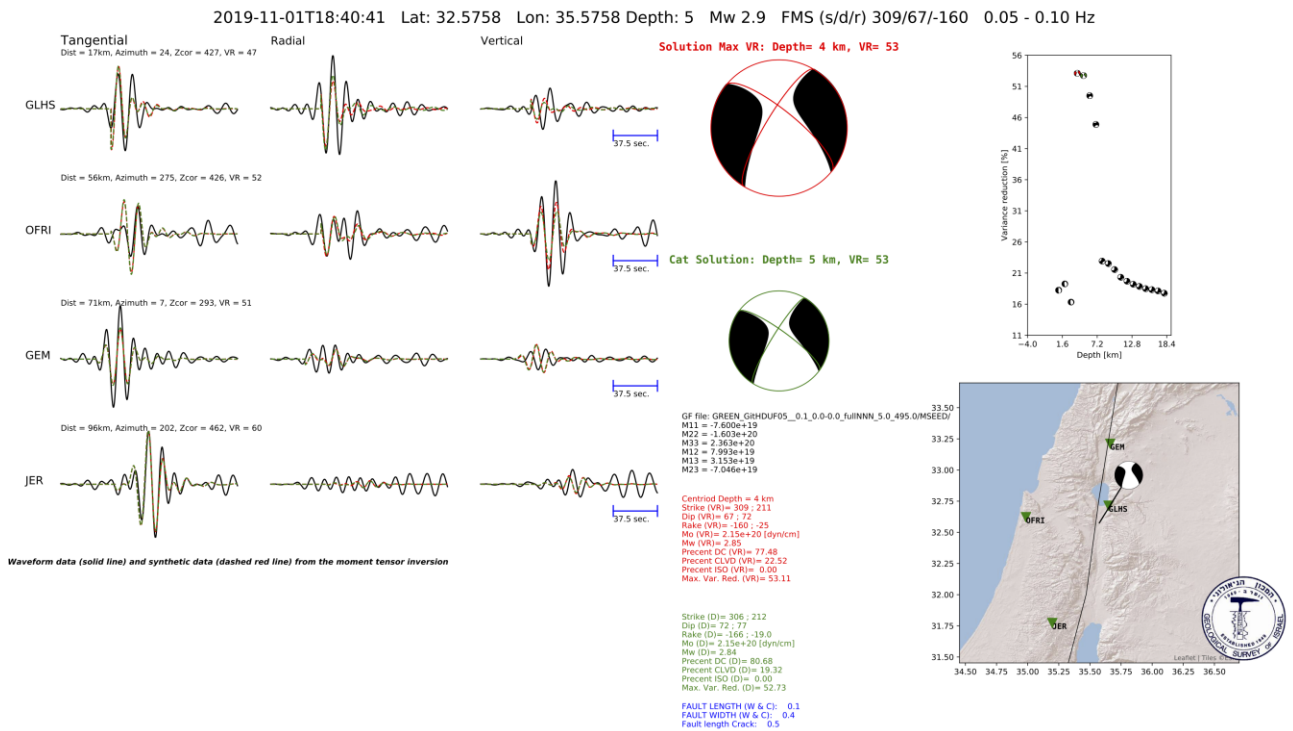 2019-11-01T18:40:41 Lat: 32.5758 Lon: 35.5758 Depth: 5 Mw 2.9 FMS (s/d/r) 309/67/-160 0.05 - 0.10 Hz
Tangential
Radial
Vertical
Dist = 17km, Azimuth = 24, Zcor = 427, VR = 47
GLHS
37.5 sec.
Dist = 56km, Azimuth = 275, Zcor = 426, VR = 52
OFRI
37.5 sec.
Dist = 71km, Azimuth = 7, Zcor = 293, VR = 51
GEM
37.5 sec.
Dist = 96km, Azimuth = 202, Zcor = 462, VR = 60
JER
37.5 sec.
Waveform data (solid line) and synthetic data (dashed red line) from the moment tensor inversion
Solution Max VR: Depth= 4 km, VR= 53
Cat Solution: Depth= 5 km, VR= 53
GF file: GREEN_GitHDUF05__0.1_0.0-0.0_fullNNN_5.0_495.0/MSEED/
M11 = -7.600e+19
M22 = -1.603e+20
M33 = 2.363e+20
M12 = 7.993e+19
M13 = 3.153e+19
M23 = -7.046e+19
Centriod Depth = 4 km
Strike (VR)= 309 ; 211
Dip (VR)= 67 ; 72
Rake (VR)= -160 ; -25
Mo (VR)= 2.15e+20 [dyn/cm]
Mw (VR)= 2.85
Precent DC (VR)= 77.48
Precent CLVD (VR)= 22.52
Precent ISO (VR)= 0.00
Max. Var. Red. (VR)= 53.11
Strike (D)= 306 ; 212
Dip (D)= 72 ; 77
Rake (D)= -166 ; -19.0
Mo (D)= 2.15e+20 [dyn/cm]
Mw (D)= 2.84
Precent DC (D)= 80.68
Precent CLVD (D)= 19.32
Precent ISO (D)= 0.00
Max. Var. Red. (D)= 52.73
FAULT LENGTH (W & C): 0.1
FAULT WIDTH (W & C): 0.4
Fault length Crack: 0.5
Variance reduction [%]
56
51
46
41
36
31
26
21
16
11
−4.0 1.6 7.2 12.8 18.4
Depth [km]
33.50
33.25
33.00
32.75
32.50
32.25
32.00
31.75
31.50
GEM
GLHS
OFRI
JER
Leaflet | Tiles ©
34.50 34.75 35.00 35.25 35.50 35.75 36.00 36.25 36.50
המכון הגיאולוגי
ESTABLISHED 1949
GEOLOGICAL SURVEY OF ISRAEL